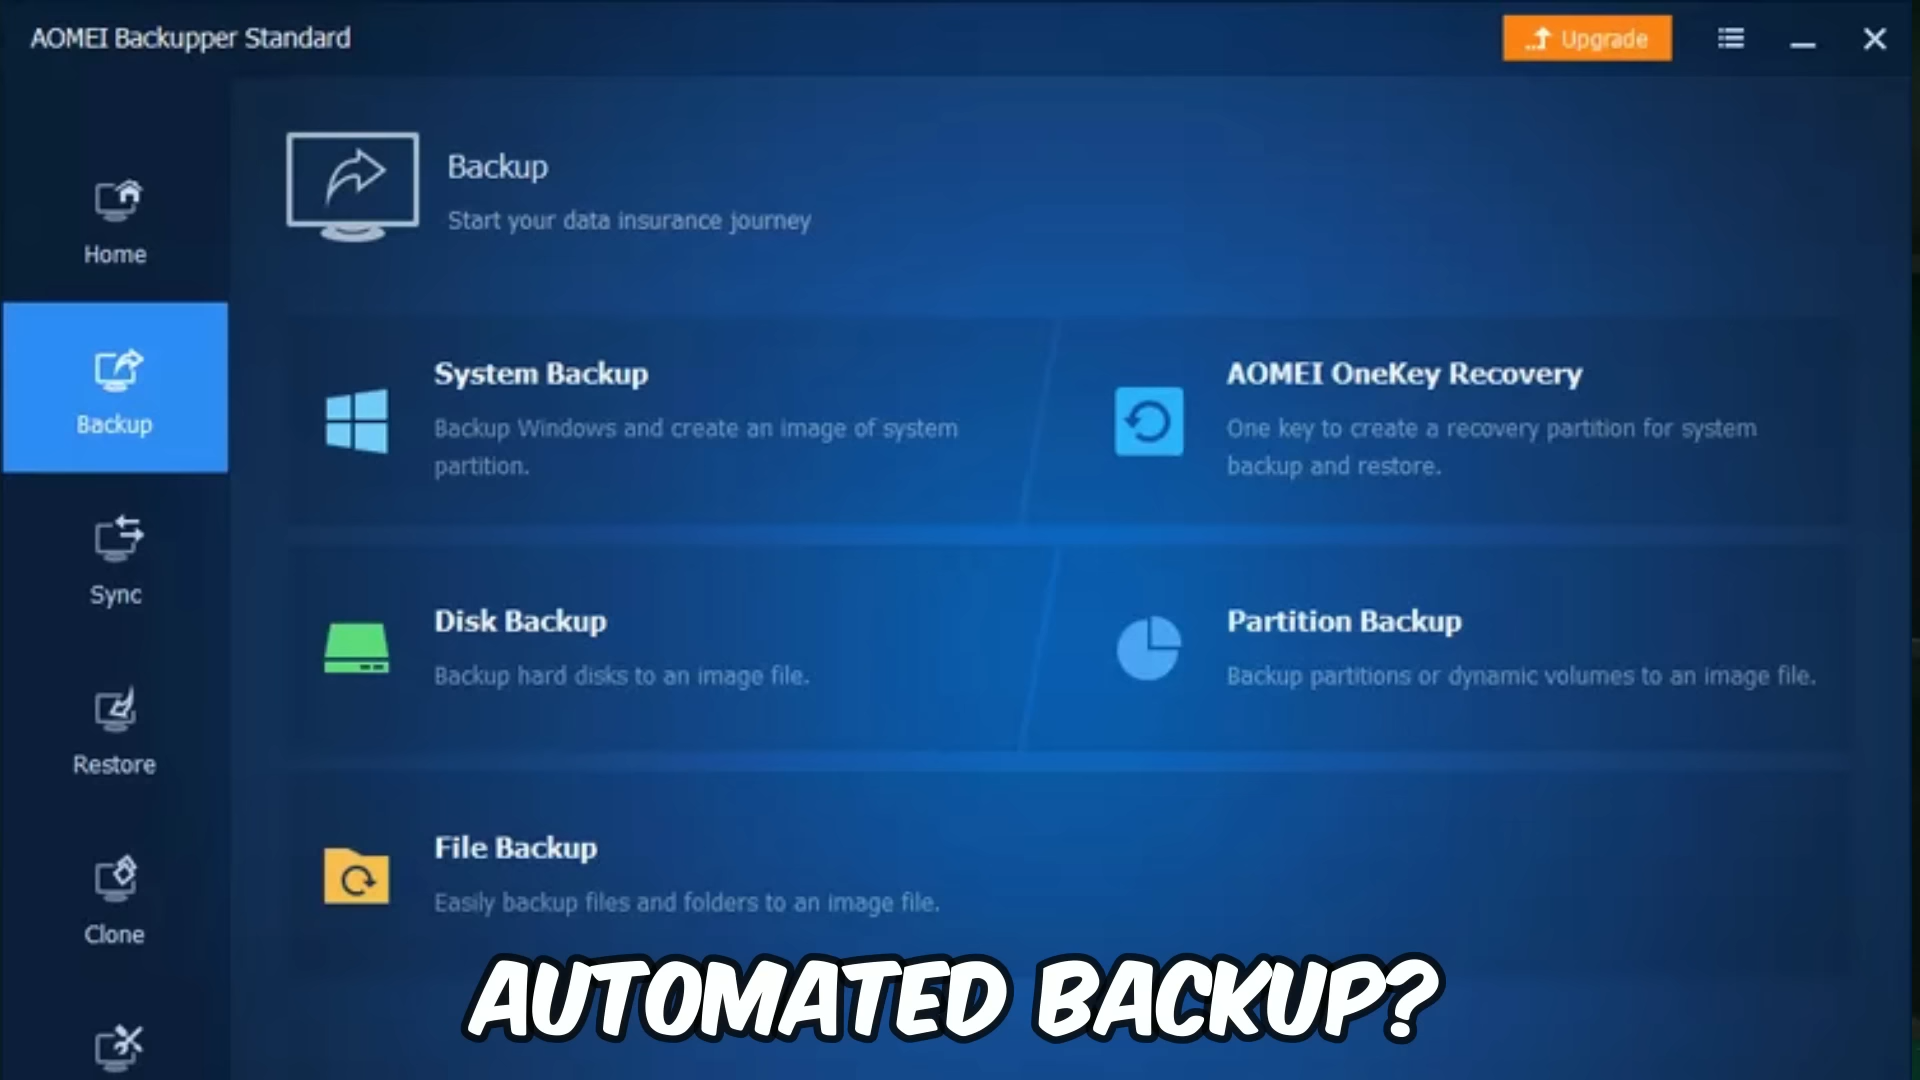 AOMEI Backupper Standard
Upgrade
Home
Backup
Sync
Restore
Clone
Backup
Start your data insurance journey
System Backup
Backup Windows and create an image of system
partition.
AOMEI OneKey Recovery
One key to create a recovery partition for system
backup and restore.
Disk Backup
Backup hard disks to an image file.
Partition Backup
Backup partitions or dynamic volumes to an image file.
File Backup
Easily backup files and folders to an image file.
AUTOMATED BACKUP?